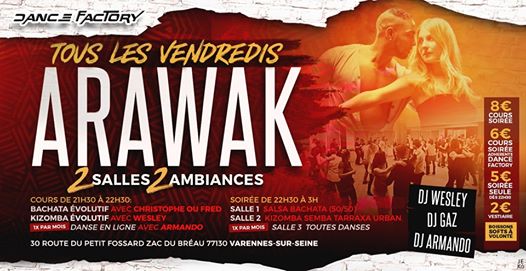 DANCE FACTORY
TOUS LES VENDREDIS
ARAWAK
2 SALLES 2 AMBIANCES
COURS DE 21H30 À 22H30:
BACHATA ÉVOLUTIF AVEC CHRISTOPHE OU FRED
KIZOMBA ÉVOLUTIF AVEC WESLEY
1X PAR MOIS DANSE EN LIGNE AVEC ARMANDO
SOIRÉE DE 22H30 À 3H
SALLE 1 SALSA BACHATA (50/50)
SALLE 2 KIZOMBA SEMBA TARRAXA URBAN
1X PAR MOIS SALLE 3 TOUTES DANSES
30 ROUTE DU PETIT FOSSARD ZAC DU BRÉAU 77130 VARENNES-SUR-SEINE
DJ WESLEY
DJ GAZ
DJ ARMANDO
8€
COURS
SOIRÉE
6€
COURS
SOIRÉE
ADHÉRENTS
DANCE
FACTORY
5€
SOIRÉE
SEULE
DÈS 22H30
2€
VESTIAIRE
BOISSONS
SOFTS À
VOLONTÉ